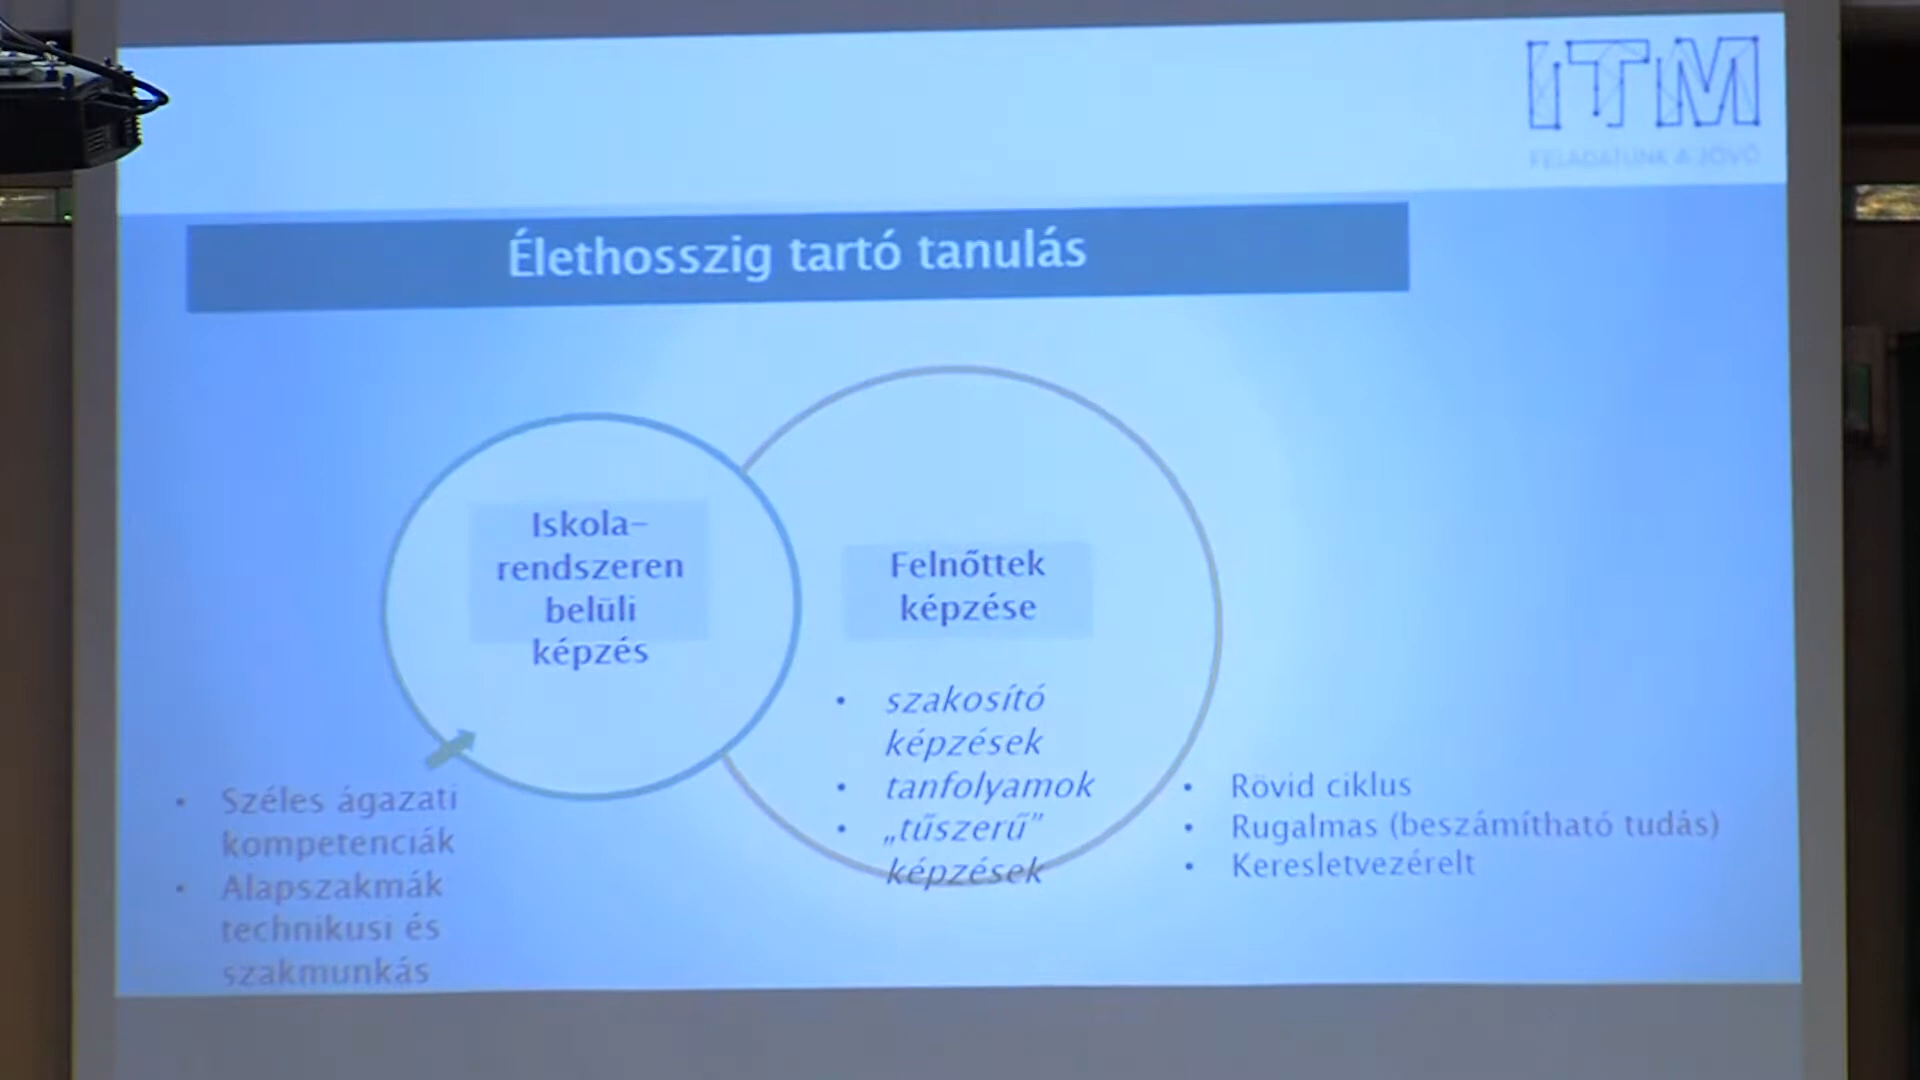 ITM
FELADATUNK A JÖVŐ
Élethosszig tartó tanulás
Iskola-
rendszeren
belüli
képzés
Felnőttek
képzése
• szakosító
képzések
• tanfolyamok
• „tűszerű”
képzések
• Széles ágazati
kompetenciák
• Alapszakmák
technikusi és
szakmunkás
• Rövid ciklus
• Rugalmas (beszámítható tudás)
• Keresletvezérelt